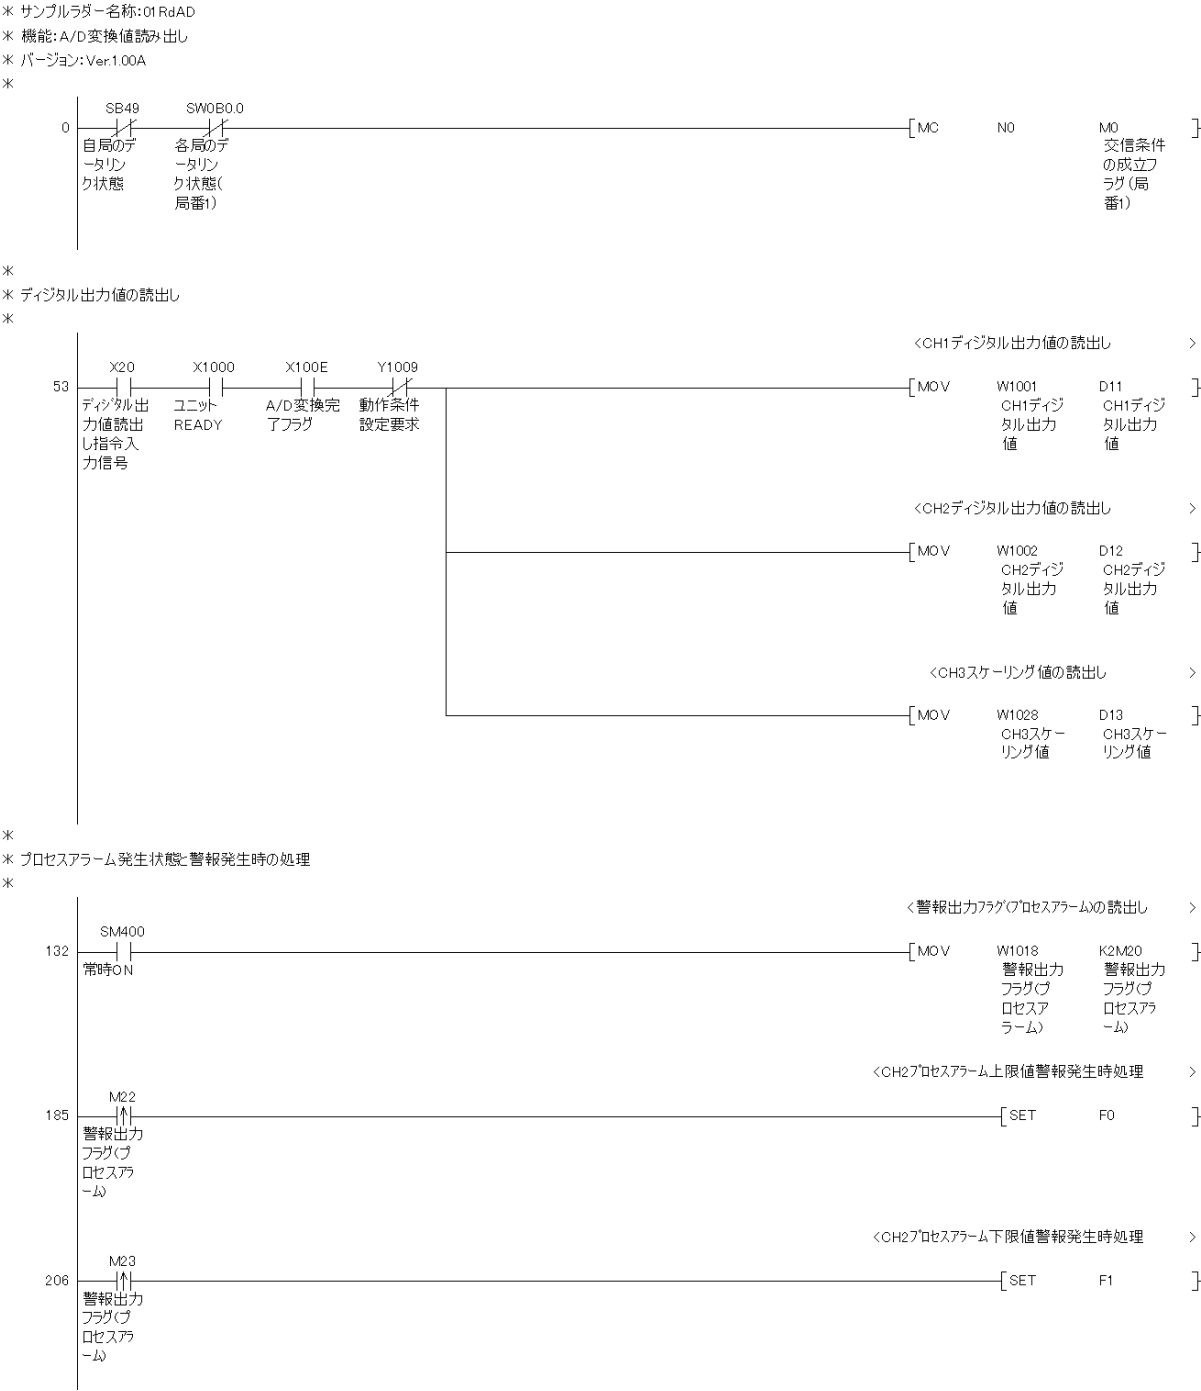 * サンプルラダー名称:01RdAD
* 機能:A/D変換値読み出し
* バージョン:Ver.1.00A
*
SB49 SW0B0.0
0 [MC N0 M0 ]
自局のデ 各局のデ 交信条件
ータリン ータリン の成立フ
ク状態 ク状態( ラグ(局
局番1) 番1)
*
* ディジタル出力値の読出し
*
<CH1ディジタル出力値の読出し >
X20 X1000 X100E Y1009
53 [MOV W1001 D11 ]
ディジタル出 ユニット A/D変換完 動作条件 CH1ディジ CH1ディジ
力値読出 READY 了フラグ 設定要求 タル出力 タル出力
し指令入 値 値
力信号
<CH2ディジタル出力値の読出し >
[MOV W1002 D12 ]
CH2ディジ CH2ディジ
タル出力 タル出力
値 値
<CH3スケーリング値の読出し >
[MOV W1028 D13 ]
CH3スケー CH3スケー
リング値 リング値
*
* プロセスアラーム発生状態と警報発生時の処理
*
<警報出力フラグ(プロセスアラーム)の読出し >
SM400
132 [MOV W1018 K2M20 ]
常時ON 警報出力 警報出力
フラグ(プ フラグ(プ
ロセスア ロセスアラ
ラーム) ーム)
<CH2プロセスアラーム上限値警報発生時処理 >
M22
185 [SET F0 ]
警報出力
フラグ(プ
ロセスアラ
ーム)
<CH2プロセスアラーム下限値警報発生時処理 >
M23
206 [SET F1 ]
警報出力
フラグ(プ
ロセスアラ
ーム)